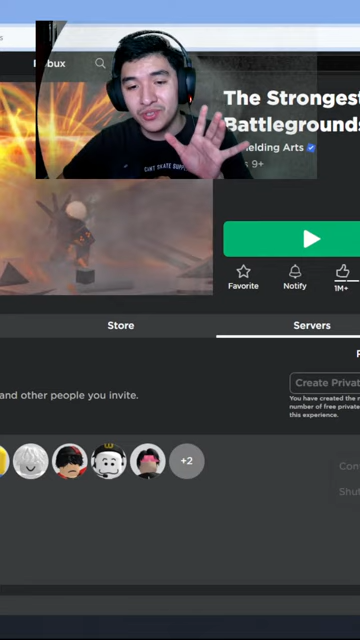 The Strongest
Battlegrounds
9+
Favorite
Notify
1M+
Store
Servers
Create Privat
You have created the
number of free private
this experience.
and other people you invite.
+2